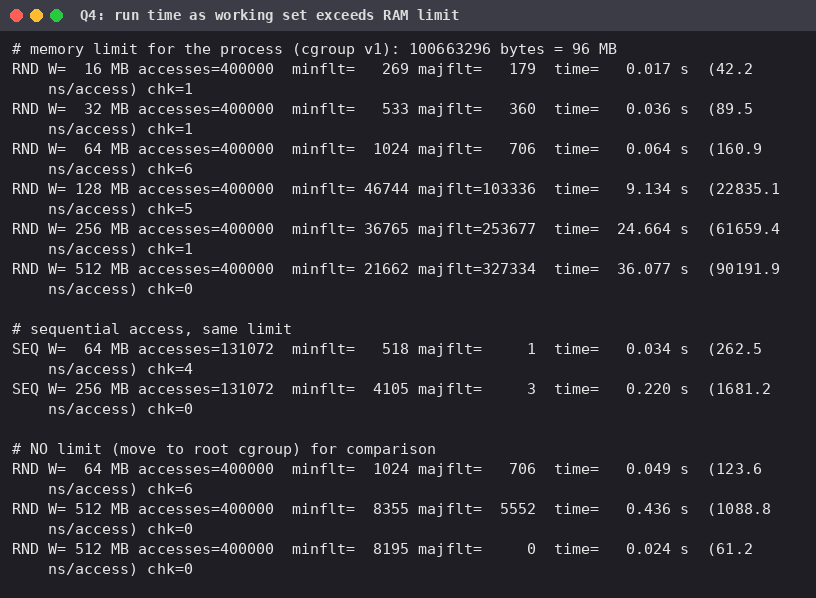 Q4: run time as working set exceeds RAM limit
# memory limit for the process (cgroup v1): 100663296 bytes = 96 MB
RND W=  16 MB accesses=400000  minflt=   269 majflt=   179  time=   0.017 s  (42.2
    ns/access) chk=1
RND W=  32 MB accesses=400000  minflt=   533 majflt=   360  time=   0.036 s  (89.5
    ns/access) chk=1
RND W=  64 MB accesses=400000  minflt=  1024 majflt=   706  time=   0.064 s  (160.9
    ns/access) chk=6
RND W= 128 MB accesses=400000  minflt= 46744 majflt=103336  time=   9.134 s  (22835.1
    ns/access) chk=5
RND W= 256 MB accesses=400000  minflt= 36765 majflt=253677  time=  24.664 s  (61659.4
    ns/access) chk=1
RND W= 512 MB accesses=400000  minflt= 21662 majflt=327334  time=  36.077 s  (90191.9
    ns/access) chk=0
# sequential access, same limit
SEQ W=  64 MB accesses=131072  minflt=   518 majflt=     1  time=   0.034 s  (262.5
    ns/access) chk=4
SEQ W= 256 MB accesses=131072  minflt=  4105 majflt=     3  time=   0.220 s  (1681.2
    ns/access) chk=0
# NO limit (move to root cgroup) for comparison
RND W=  64 MB accesses=400000  minflt=  1024 majflt=   706  time=   0.049 s  (123.6
    ns/access) chk=6
RND W= 512 MB accesses=400000  minflt=  8355 majflt=  5552  time=   0.436 s  (1088.8
    ns/access) chk=0
RND W= 512 MB accesses=400000  minflt=  8195 majflt=     0  time=   0.024 s  (61.2
    ns/access) chk=0